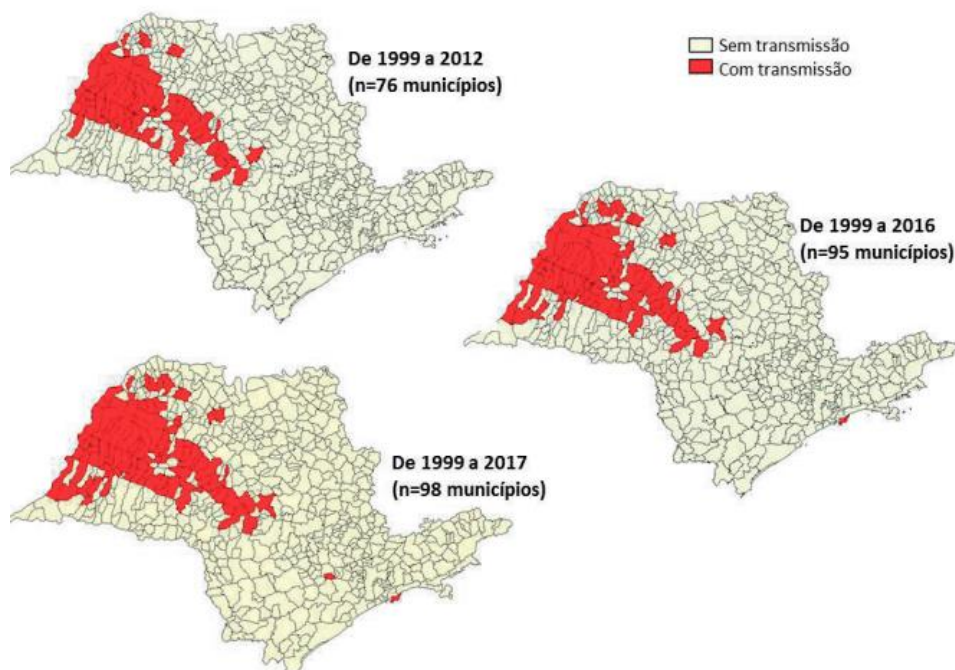 De 1999 a 2012
(n=76 municípios)
Sem transmissão
Com transmissão
De 1999 a 2016
(n=95 municípios)
De 1999 a 2017
(n=98 municípios)